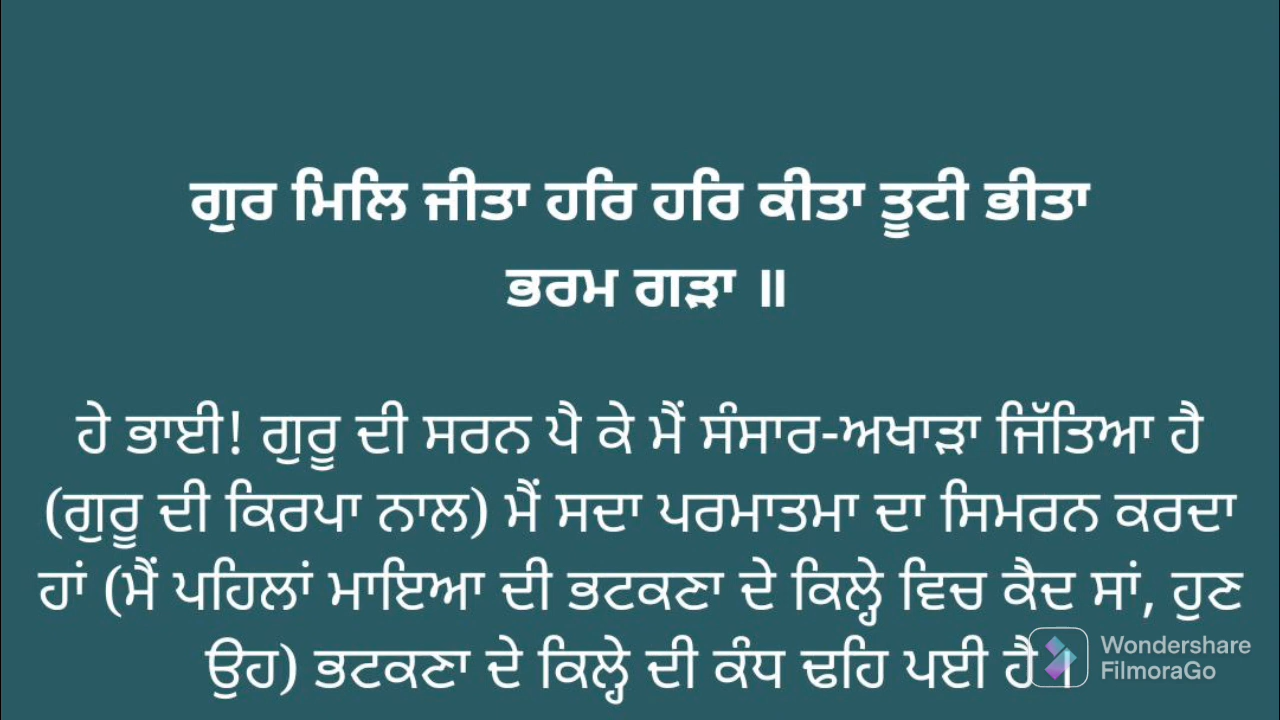 ਗੁਰ ਮਿਲਿ ਜੀਤਾ ਹਰਿ ਹਰਿ ਕੀਤਾ ਤੂਟੀ ਭੀਤਾ
ਭਰਮ ਗੜਾ ॥
ਹੇ ਭਾਈ! ਗੁਰੂ ਦੀ ਸਰਨ ਪੈ ਕੇ ਮੈਂ ਸੰਸਾਰ-ਅਖਾੜਾ ਜਿੱਤਿਆ ਹੈ
(ਗੁਰੂ ਦੀ ਕਿਰਪਾ ਨਾਲ) ਮੈਂ ਸਦਾ ਪਰਮਾਤਮਾ ਦਾ ਸਿਮਰਨ ਕਰਦਾ
ਹਾਂ (ਮੈਂ ਪਹਿਲਾਂ ਮਾਇਆ ਦੀ ਭਟਕਣਾ ਦੇ ਕਿਲ੍ਹੇ ਵਿਚ ਕੈਦ ਸਾਂ, ਹੁਣ
ਉਹ) ਭਟਕਣਾ ਦੇ ਕਿਲ੍ਹੇ ਦੀ ਕੰਧ ਢਹਿ ਪਈ ਹੈ।
Wondershare
FilmoraGo